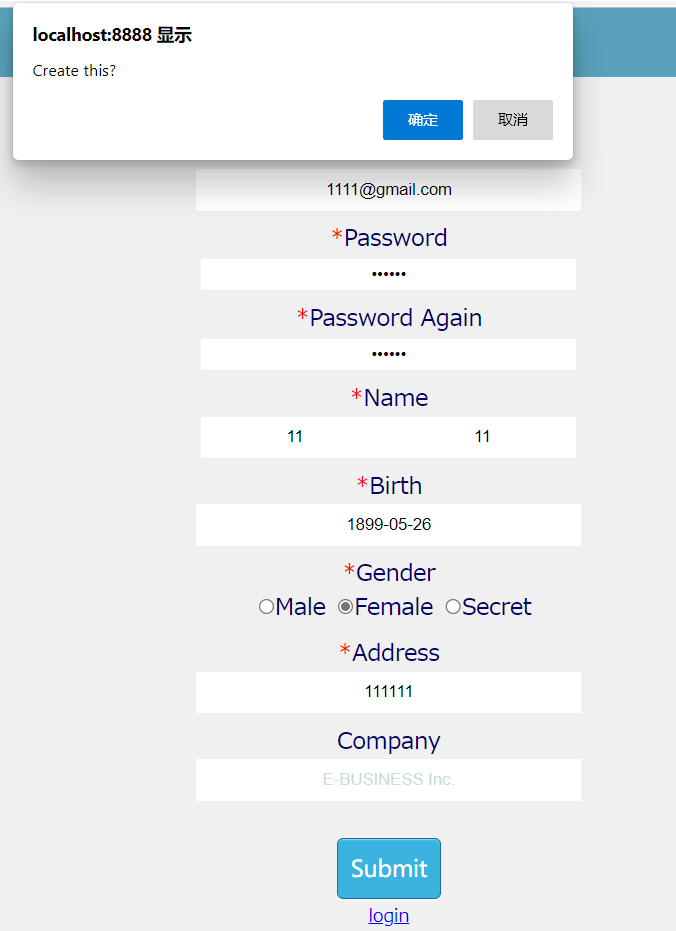 localhost:8888 显示
Create this?
确定 取消
1111@gmail.com
*Password
••••••
*Password Again
••••••
*Name
11 11
*Birth
1899-05-26
*Gender
Male Female Secret
*Address
111111
Company
E-BUSINESS Inc.
Submit
login